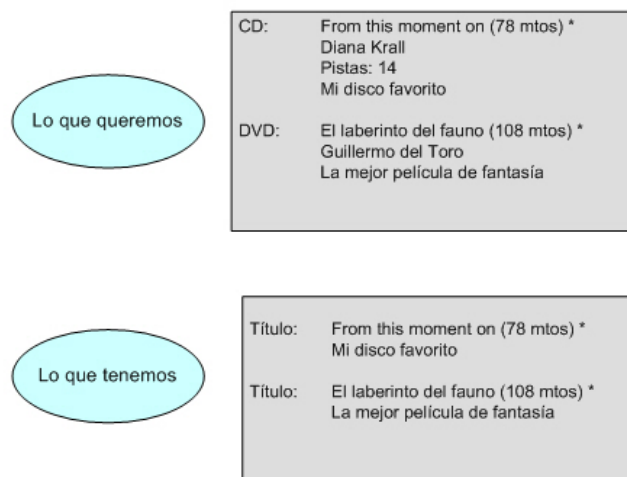 Lo que queremos
CD: From this moment on (78 mtos) *
Diana Krall
Pistas: 14
Mi disco favorito
DVD: El laberinto del fauno (108 mtos) *
Guillermo del Toro
La mejor película de fantasía
Lo que tenemos
Título: From this moment on (78 mtos) *
Mi disco favorito
Título: El laberinto del fauno (108 mtos) *
La mejor película de fantasía